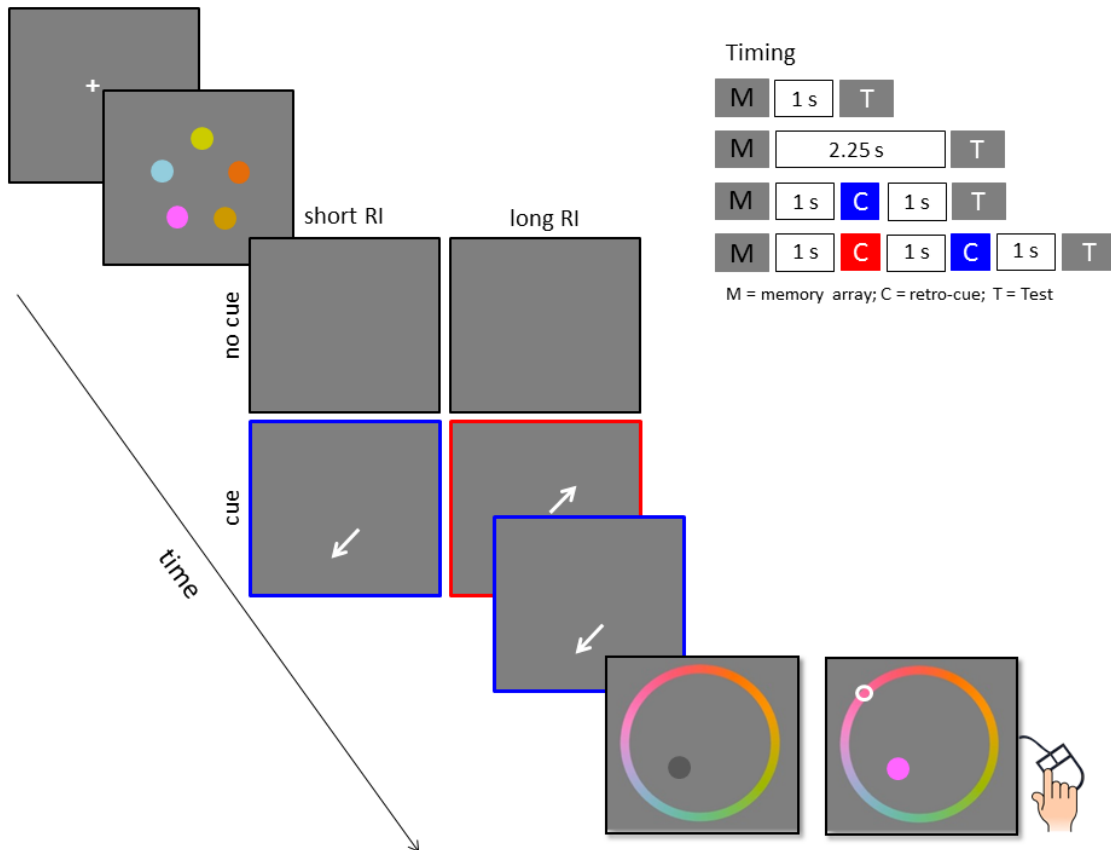 Timing
M 1 s T
M 2.25 s T
M 1 s C 1 s T
M 1 s C 1 s C 1 s T
M = memory array; C = retro-cue; T = Test
+
short RI long RI
no cue
cue
time